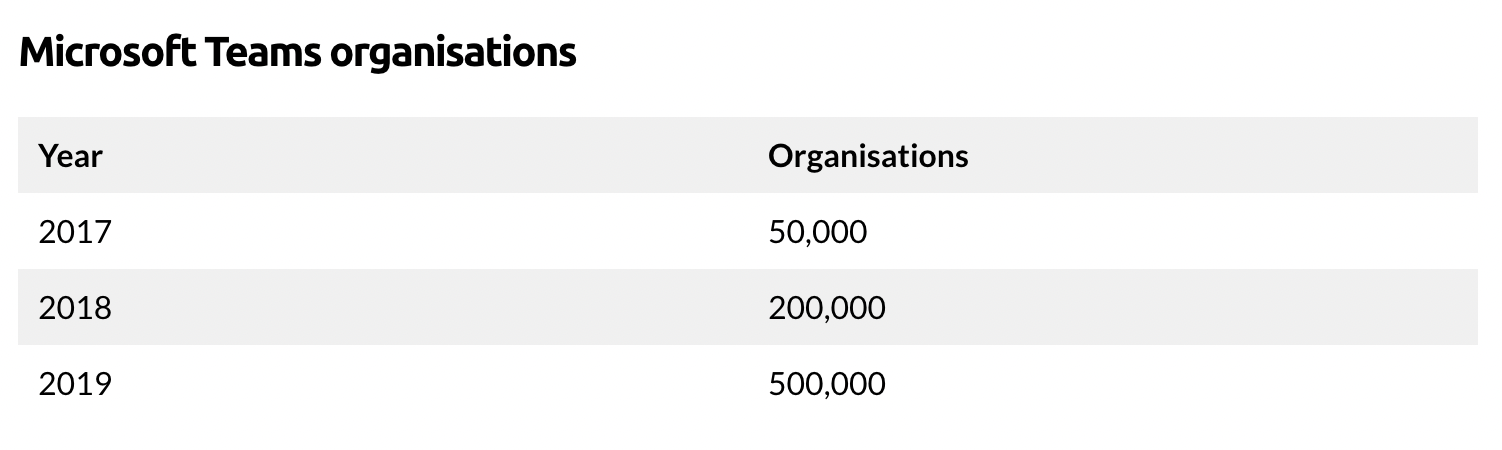 Microsoft Teams organisations
Year Organisations
2017 50,000
2018 200,000
2019 500,000